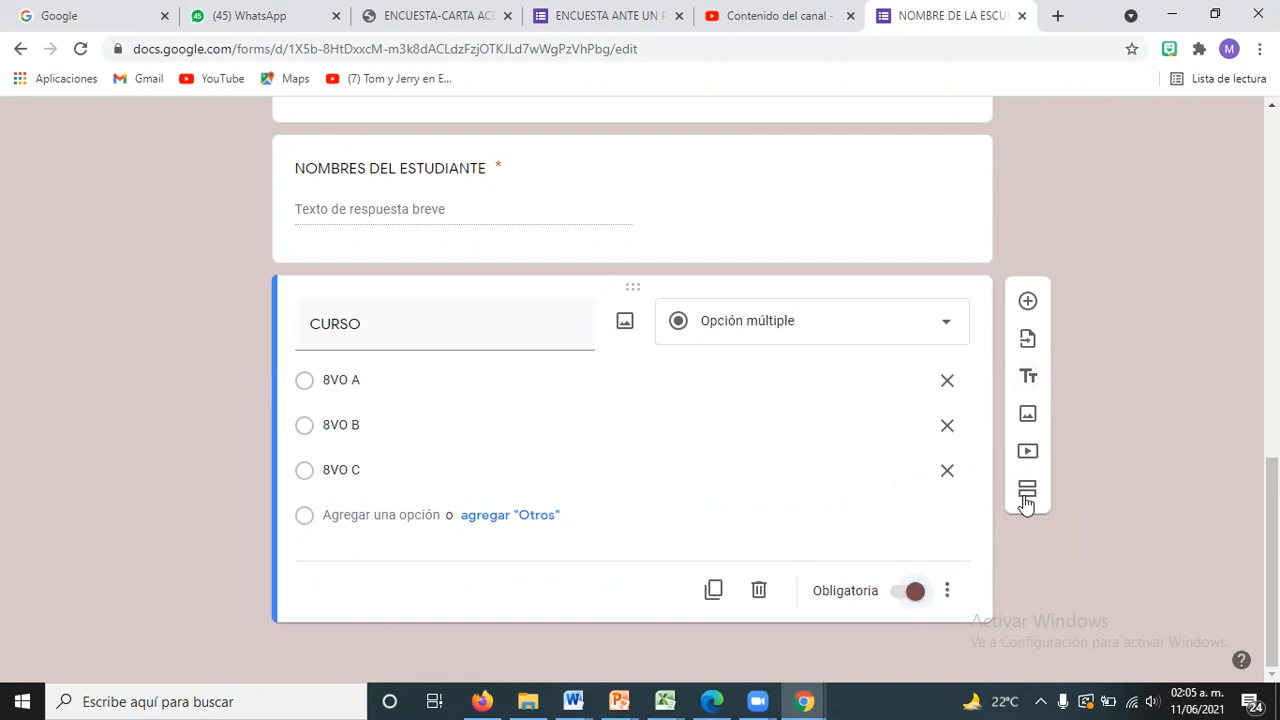 Google
(45) WhatsApp
ENCUESTA-CARTA ACE
ENCUESTA ANTE UN P
Contenido del canal -
NOMBRE DE LA ESCU
docs.google.com/forms/d/1X5b-8HtDxxcM-m3k8dACLdzFzjOTKJLd7wWgPzVhPbg/edit
M
Aplicaciones
Gmail
YouTube
Maps
(7) Tom y Jerry en E...
Lista de lectura
NOMBRES DEL ESTUDIANTE *
Texto de respuesta breve
CURSO
Opción múltiple
8VO A
8VO B
8VO C
Agregar una opción o agregar "Otros"
Tт
Obligatoria
Activar Windows
Ve a Configuración para activar Windows.
Escribe aquí para buscar
22°C
02:05 a. m.
11/06/2021
24